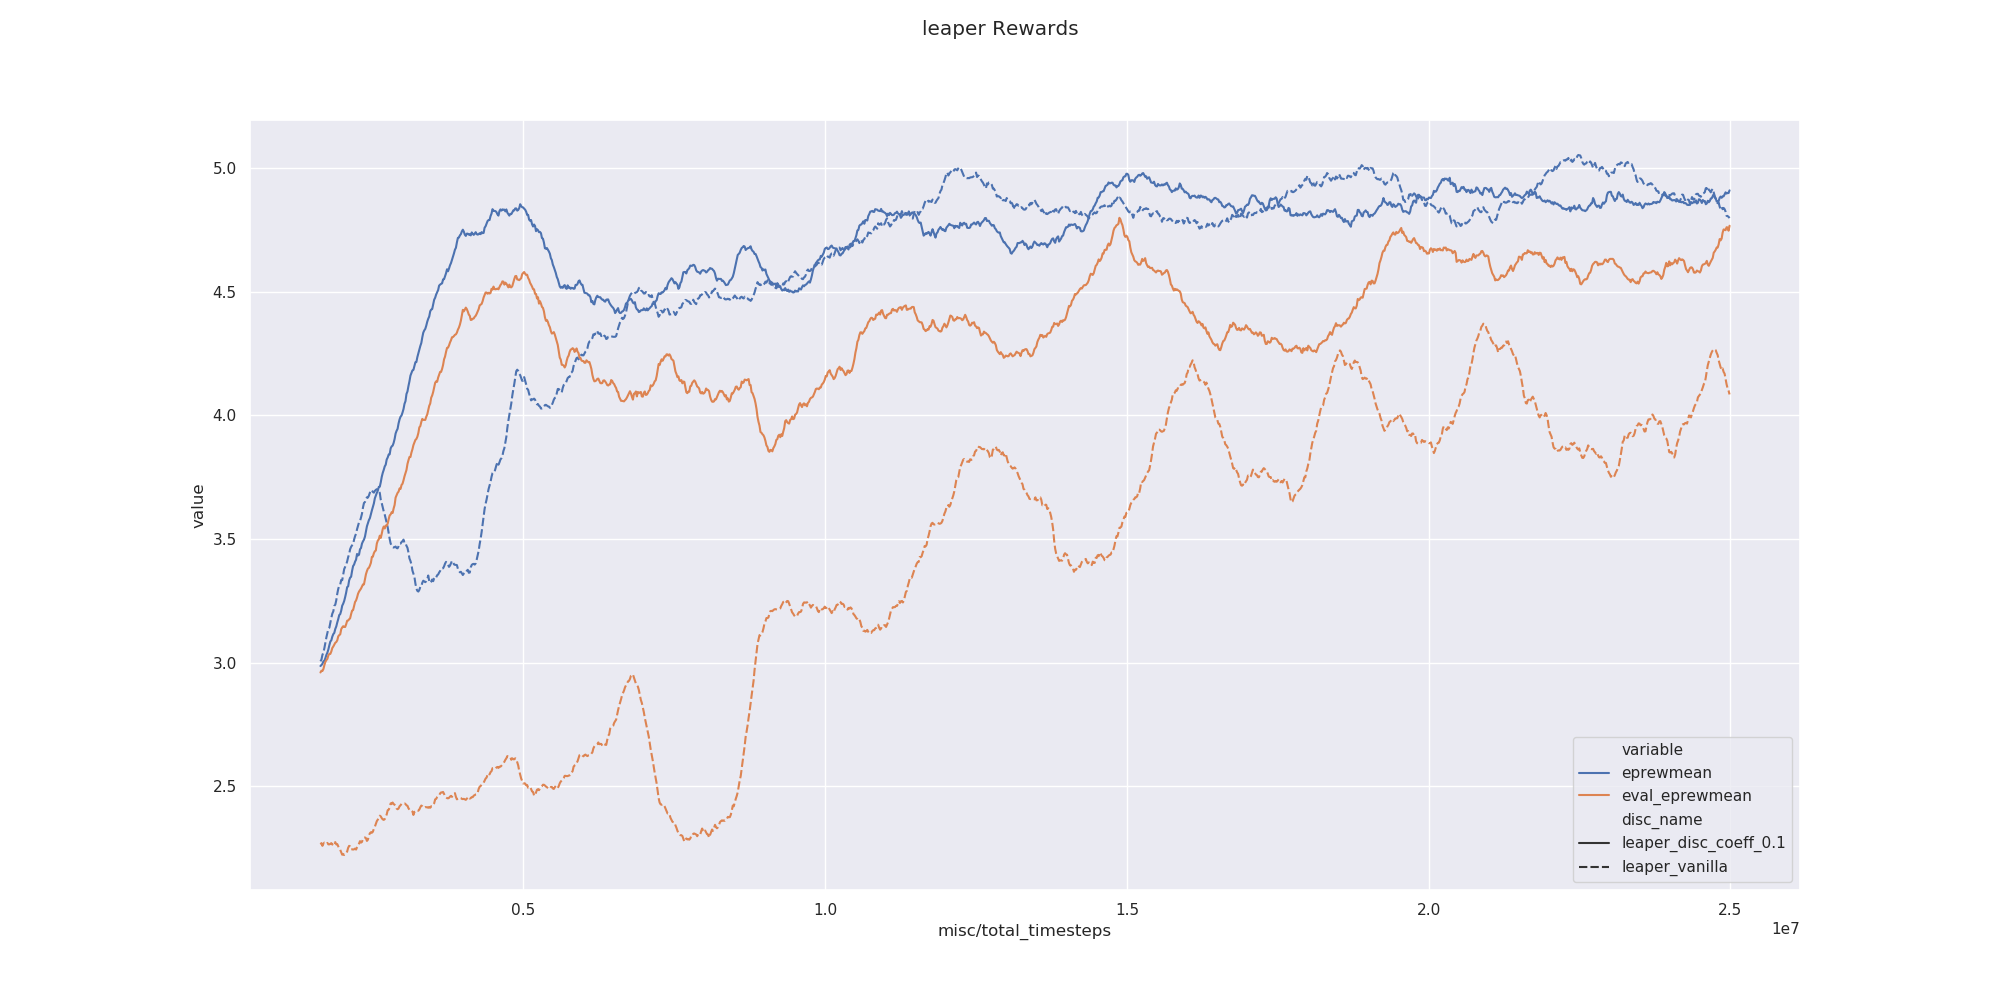 leaper Rewards
5.0
4.5
4.0
3.5
3.0
2.5
value
0.5 1.0 1.5 2.0 2.5
1e7
misc/total_timesteps
variable
eprewmean
eval_eprewmean
disc_name
leaper_disc_coeff_0.1
leaper_vanilla